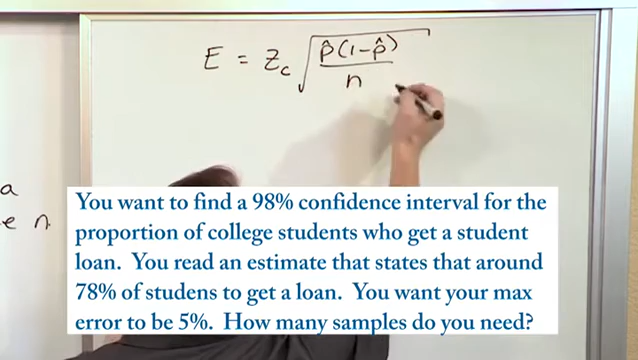 E = Zc √(p̂(1-p̂)/n)
a
e n
You want to find a 98% confidence interval for the
proportion of college students who get a student
loan. You read an estimate that states that around
78% of studens to get a loan. You want your max
error to be 5%. How many samples do you need?